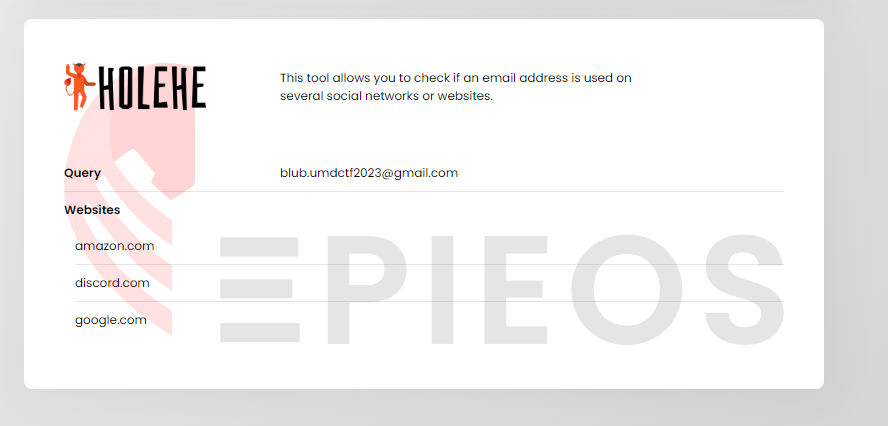 HOLEHE
This tool allows you to check if an email address is used on
several social networks or websites.
Query blub.umdctf2023@gmail.com
Websites
amazon.com
discord.com
google.com
EPIEOS